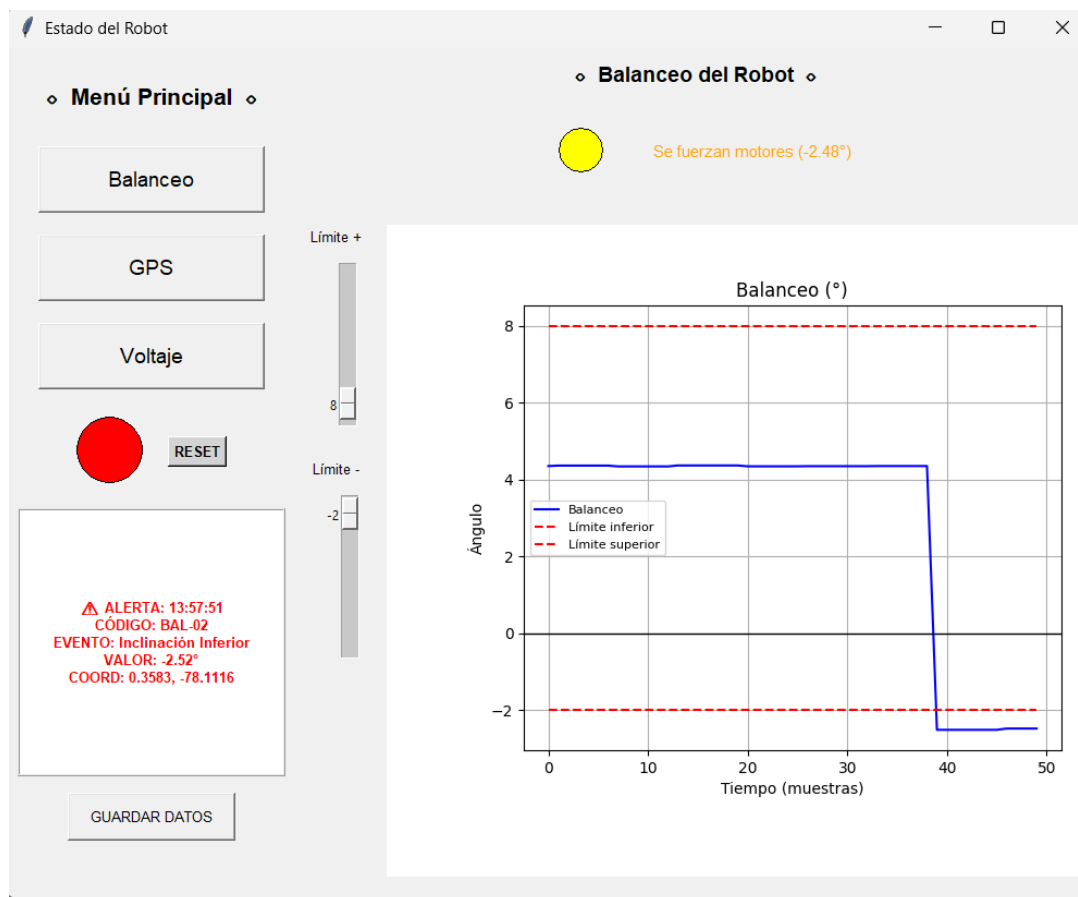 Estado del Robot
Menú Principal
Balanceo
GPS
Voltaje
RESET
⚠ ALERTA: 13:57:51
CÓDIGO: BAL-02
EVENTO: Inclinación Inferior
VALOR: -2.52°
COORD: 0.3583, -78.1116
GUARDAR DATOS
Límite +
8
Límite -
-2
Balanceo del Robot
Se fuerzan motores (-2.48°)
Balanceo (°)
8
6
4
2
0
−2
Ángulo
Balanceo
Límite inferior
Límite superior
0 10 20 30 40 50
Tiempo (muestras)